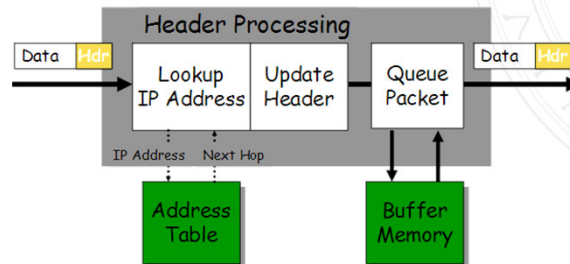 Header Processing
Data Hdr
Data Hdr
Lookup
IP Address
Update
Header
Queue
Packet
IP Address
Next Hop
Address
Table
Buffer
Memory